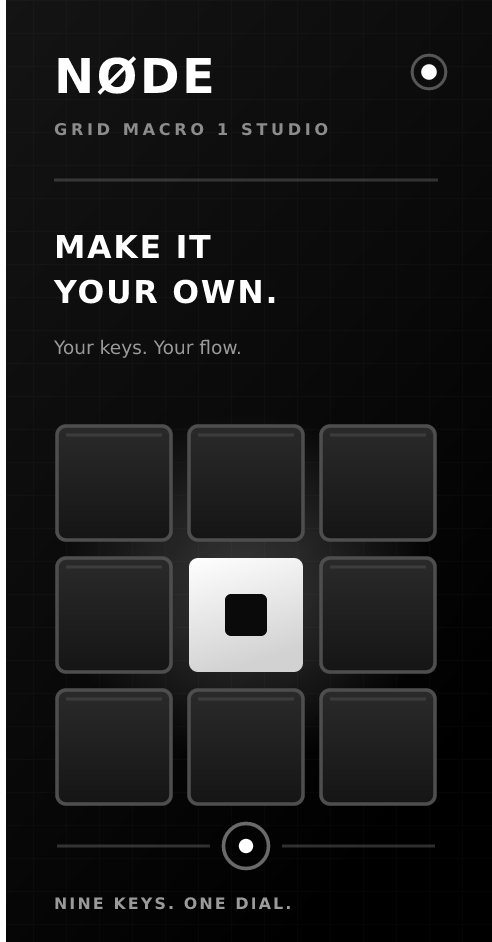 NØDE
GRID MACRO 1 STUDIO
MAKE IT
YOUR OWN.
Your keys. Your flow.
NINE KEYS. ONE DIAL.